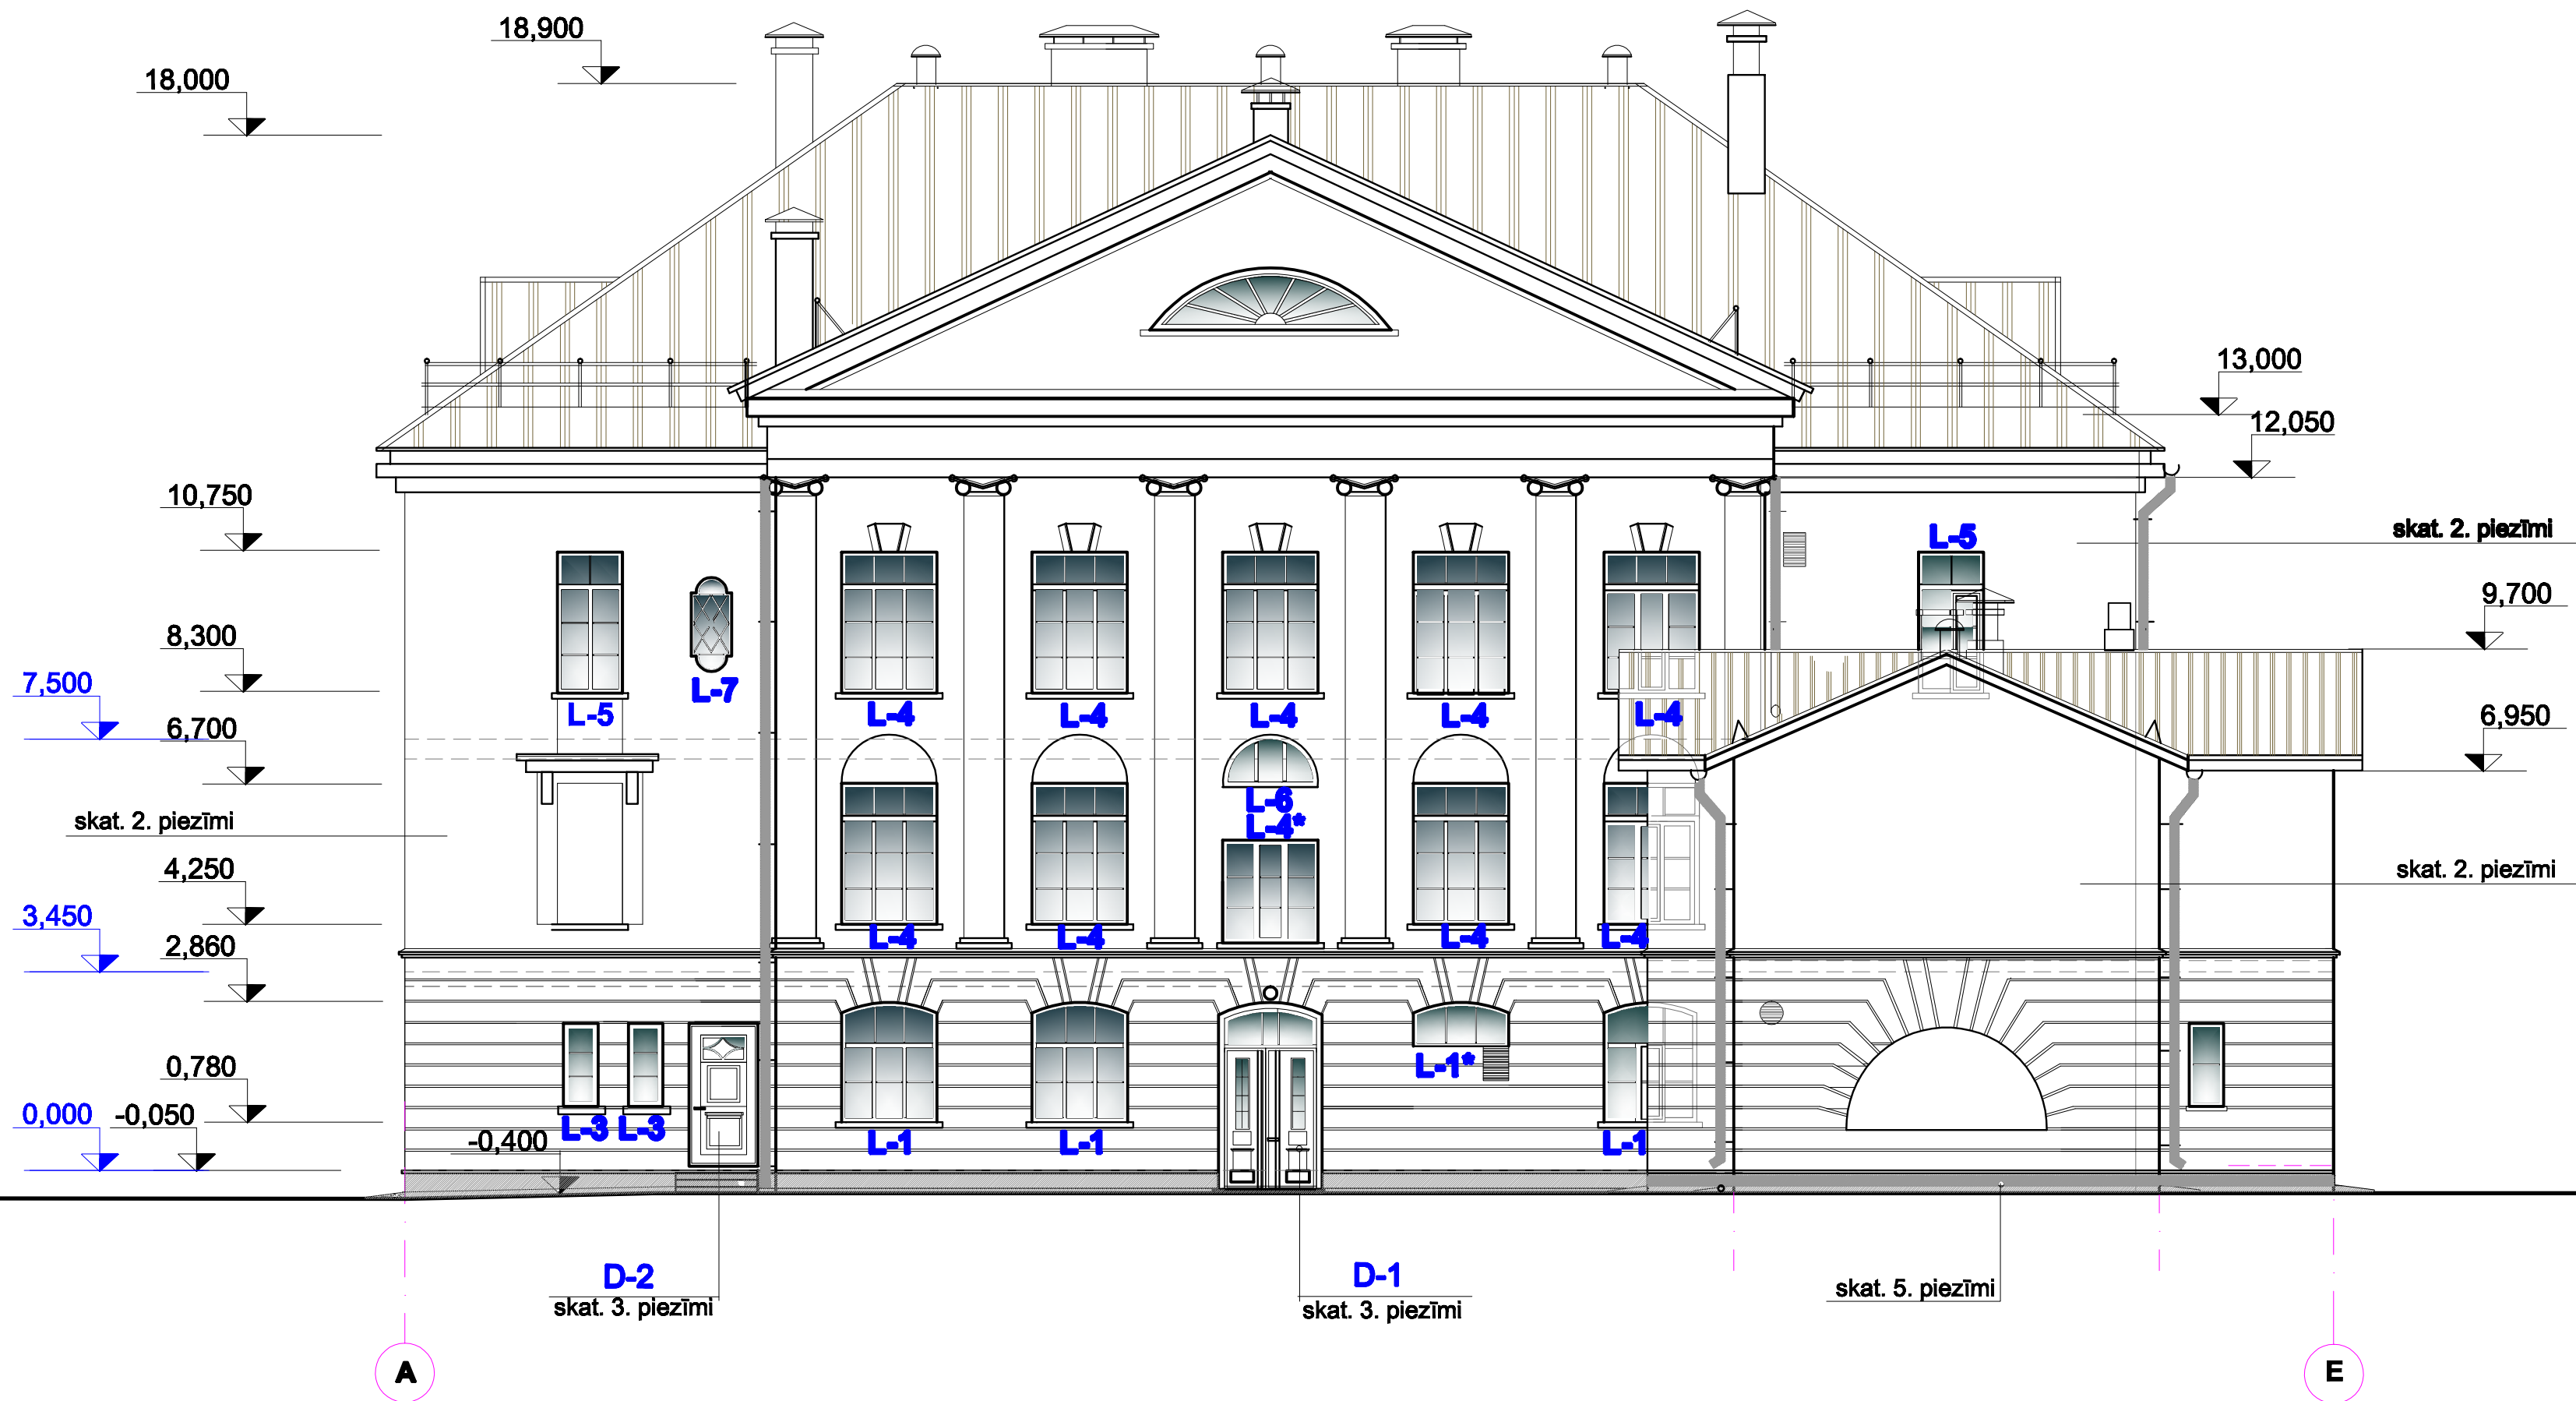 18,900
18,000
13,000
12,050
10,750
skat. 2. piezīmi
L-5
9,700
8,300
7,500
L-7
L-5
L-4
L-4
L-4
L-4
L-4
6,950
6,700
L-6
L-4*
skat. 2. piezīmi
4,250
skat. 2. piezīmi
3,450
L-4
L-4
L-4
L-4
2,860
0,780
L-1*
0,000
-0,050
-0,400
L-3
L-3
L-1
L-1
L-1
D-2
skat. 3. piezīmi
D-1
skat. 3. piezīmi
skat. 5. piezīmi
A
E